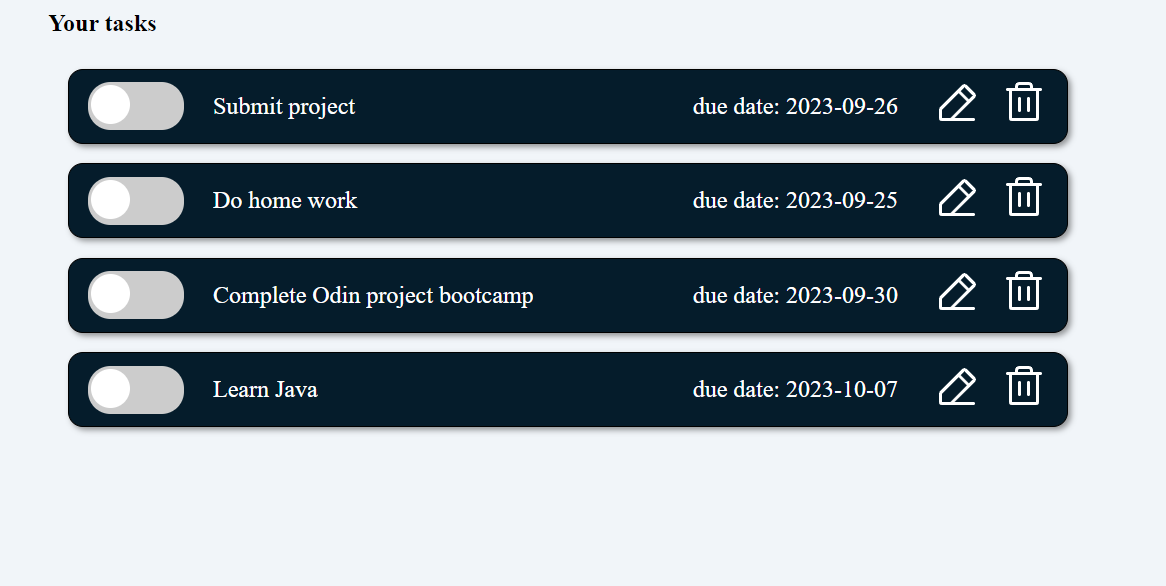 Your tasks
Submit project due date: 2023-09-26
Do home work due date: 2023-09-25
Complete Odin project bootcamp due date: 2023-09-30
Learn Java due date: 2023-10-07